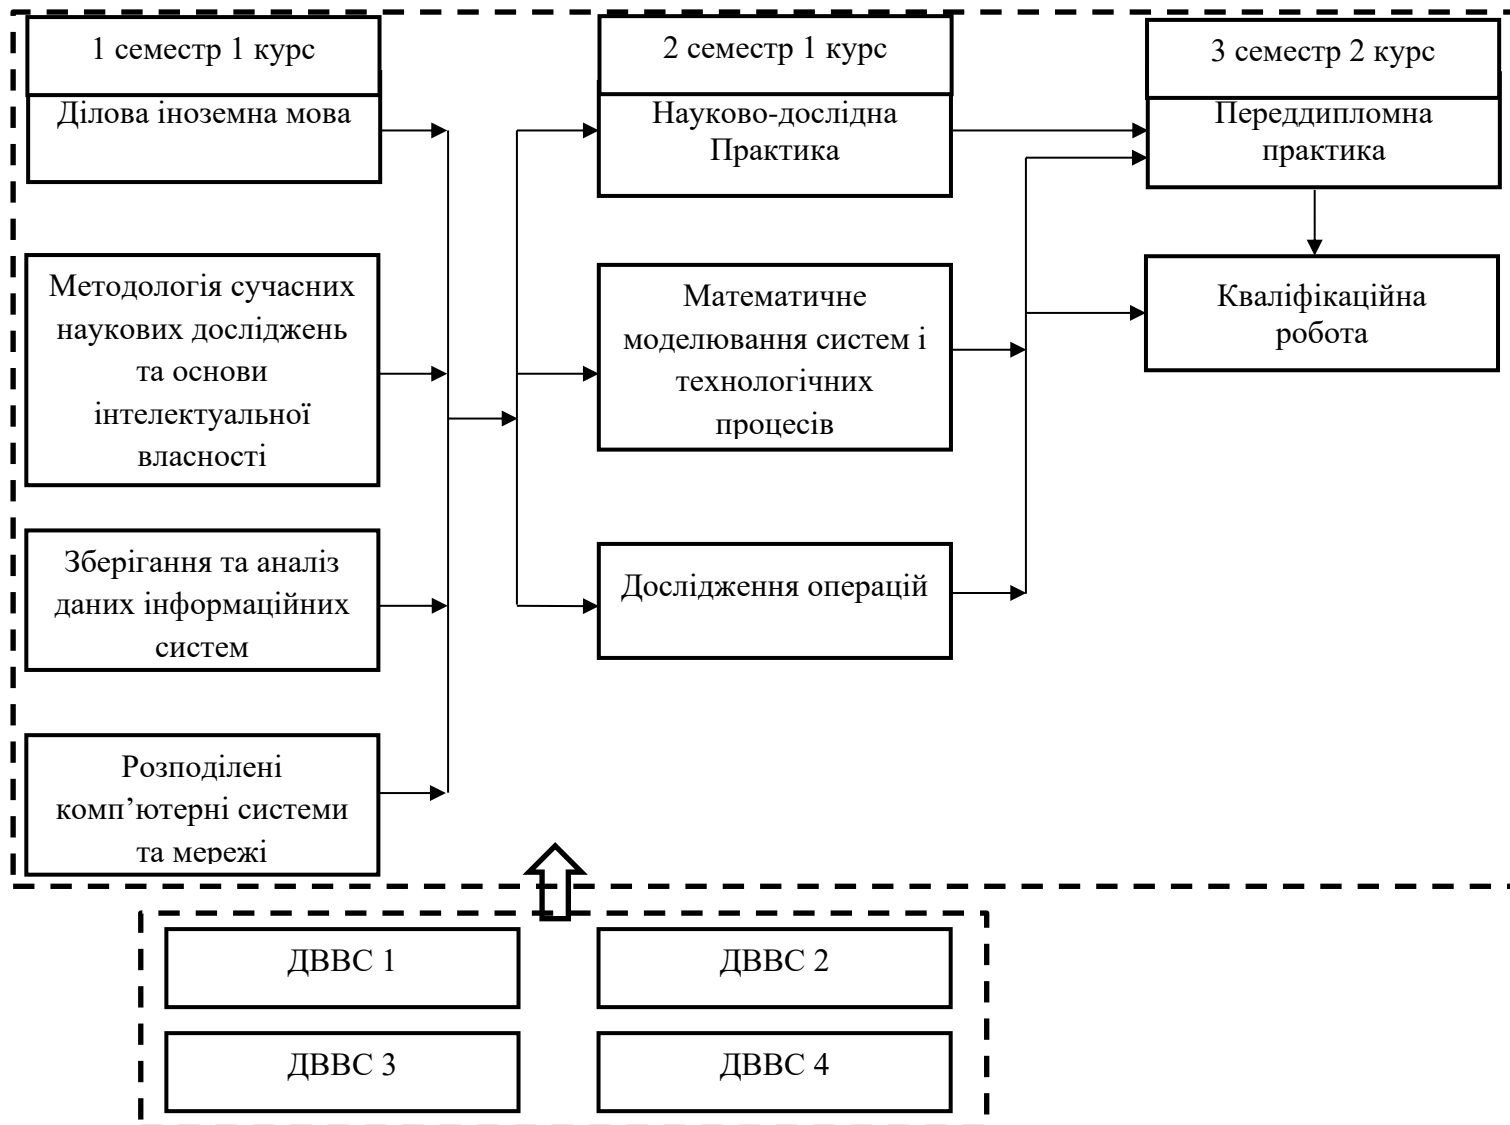 1 семестр 1 курс
Ділова іноземна мова
Методологія сучасних
наукових досліджень
та основи
інтелектуальної
власності
Зберігання та аналіз
даних інформаційних
систем
Розподілені
комп’ютерні системи
та мережі
2 семестр 1 курс
Науково-дослідна
Практика
Математичне
моделювання систем і
технологічних
процесів
Дослідження операцій
3 семестр 2 курс
Переддипломна
практика
Кваліфікаційна
робота
ДВВС 1
ДВВС 2
ДВВС 3
ДВВС 4